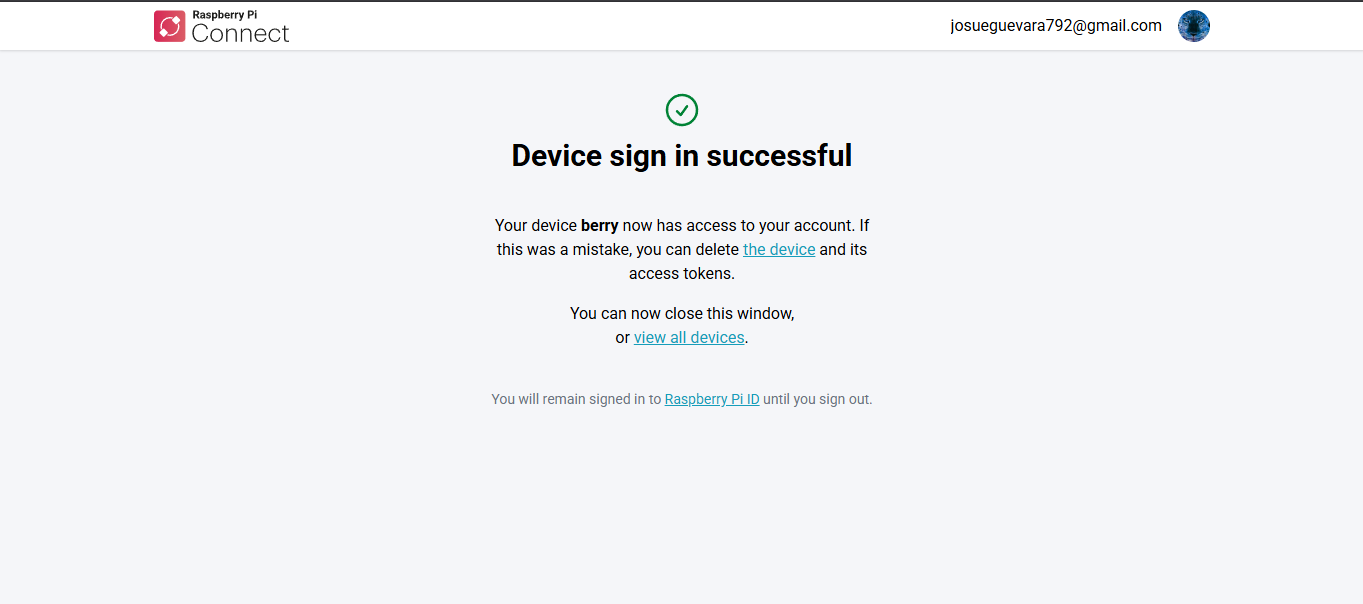 Raspberry Pi
Connect
josueguevara792@gmail.com
Device sign in successful
Your device berry now has access to your account. If
this was a mistake, you can delete the device and its
access tokens.
You can now close this window,
or view all devices.
You will remain signed in to Raspberry Pi ID until you sign out.